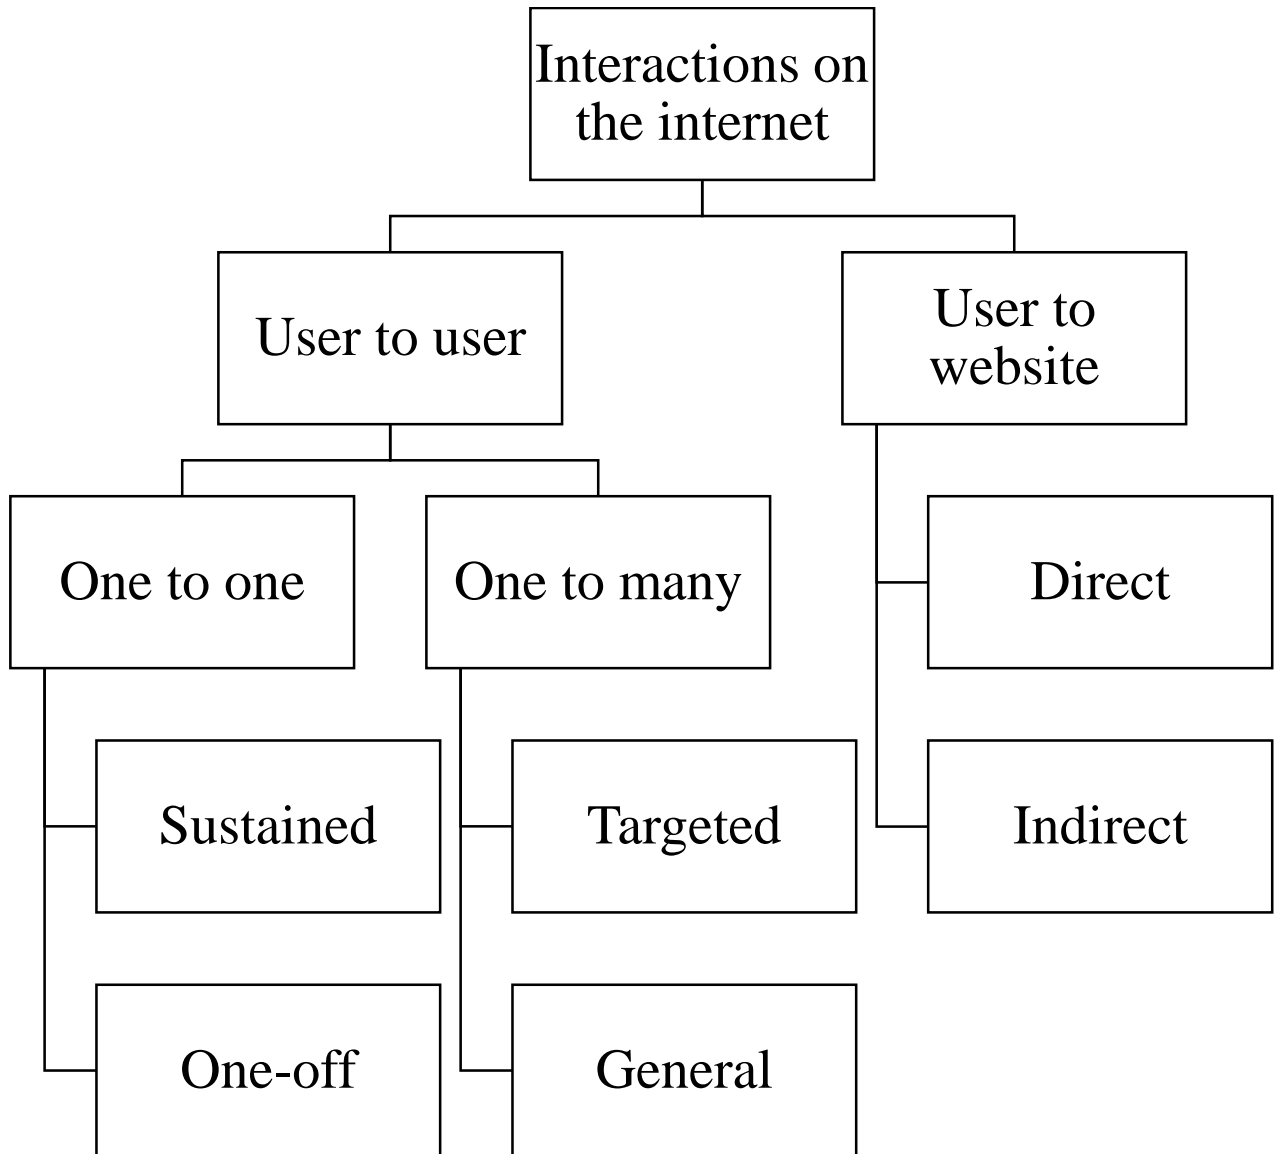 Interactions on
the internet
User to user
User to
website
One to one
One to many
Direct
Sustained
Targeted
Indirect
One-off
General